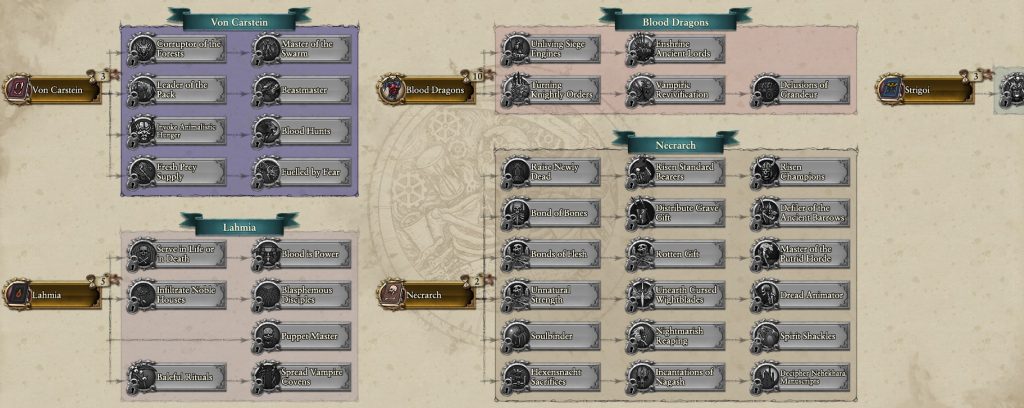 Von Carstein
3
Von Carstein
Corruptor of the
Forests
Master of the
Swarm
Leader of the
Pack
Beastmaster
Invoke Animalistic
Hunger
Blood Hunts
Fresh Prey
Supply
Fuelled by Fear
Lahmia
5
Lahmia
Serve in Life or
in Death
Blood is Power
Infiltrate Noble
Houses
Blasphemous
Disciples
Puppet Master
Baleful Rituals
Spread Vampire
Covens
Blood Dragons
10
Blood Dragons
Unliving Siege
Engines
Enshrine
Ancient Lords
Turning
Knightly Orders
Vampiric
Revivification
Delusions of
Grandeur
Necrarch
2
Necrarch
Raise Newly
Dead
Risen Standard
Bearers
Risen
Champions
Bond of Bones
Distribute Grave
Gift
Defiler of the
Ancient Barrows
Bonds of Flesh
Rotten Gift
Master of the
Putrid Horde
Unnatural
Strength
Unearth Cursed
Wightblades
Dread Animator
Soulbinder
Nightmarish
Reaping
Spirit Shackles
Hexensnacht
Sacrifices
Incantations of
Nagash
Decipher Nehekhara
Manuscripts
Strigoi
3